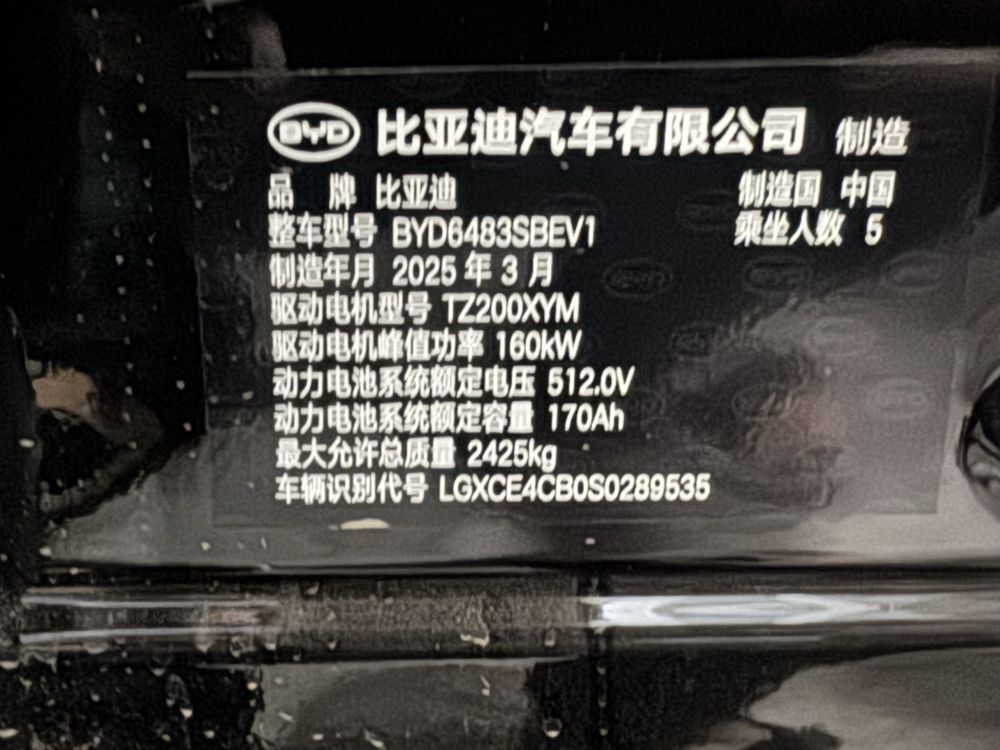 BYD 比亚迪汽车有限公司 制造
品 牌 比亚迪 制造国 中国
整车型号 BYD6483SBEV1 乘坐人数 5
制造年月 2025 年 3 月
驱动电机型号 TZ200XYM
驱动电机峰值功率 160kW
动力电池系统额定电压 512.0V
动力电池系统额定容量 170Ah
最大允许总质量 2425kg
车辆识别代号 LGXCE4CB0S0289535